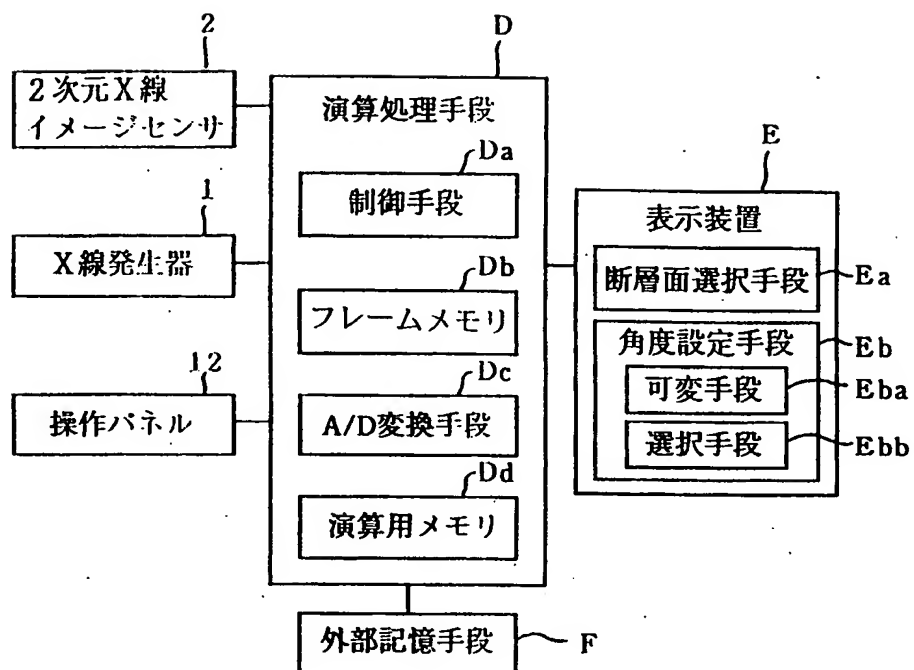 2
2次元X線
イメージセンサ
1
X線発生器
12
操作パネル
D
演算処理手段
Da
制御手段
Db
フレームメモリ
Dc
A/D変換手段
Dd
演算用メモリ
E
表示装置
断層面選択手段
Ea
角度設定手段
Eb
可変手段
Eba
選択手段
Ebb
外部記憶手段
F